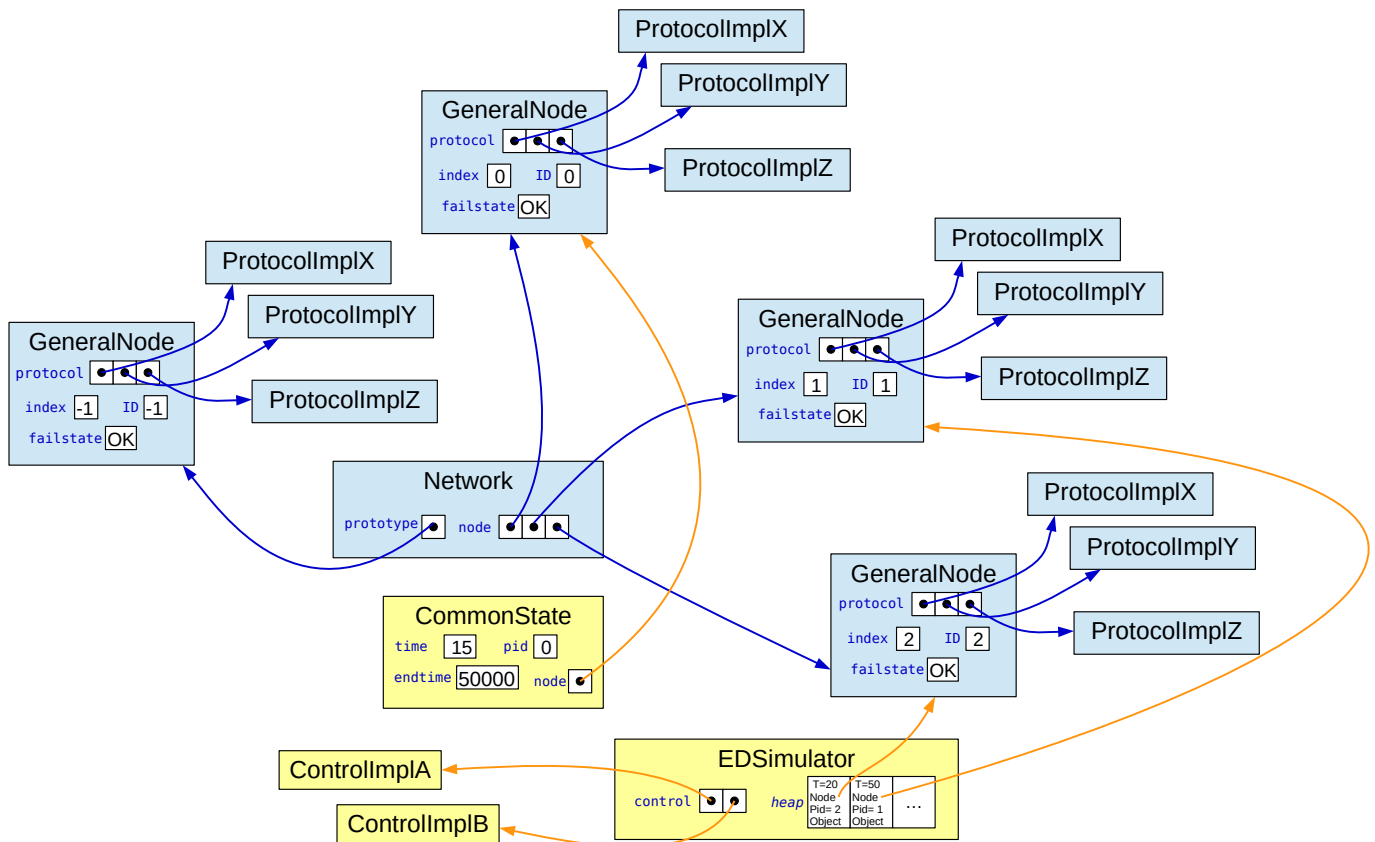 ProtocolImplX
ProtocolImplY
GeneralNode
protocol
ProtocolImplZ
index 0 ID 0
failstate OK
ProtocolImplX
ProtocolImplY
GeneralNode
protocol
ProtocolImplZ
index -1 ID -1
failstate OK
ProtocolImplX
ProtocolImplY
GeneralNode
protocol
ProtocolImplZ
index 1 ID 1
failstate OK
Network
prototype node
ProtocolImplX
ProtocolImplY
GeneralNode
protocol
ProtocolImplZ
index 2 ID 2
failstate OK
CommonState
time 15 pid 0
endtime 50000 node
EDSimulator
control heap
T=20
Node
Pid= 2
Object
T=50
Node
Pid= 1
Object
...
ControlImplA
ControlImplB